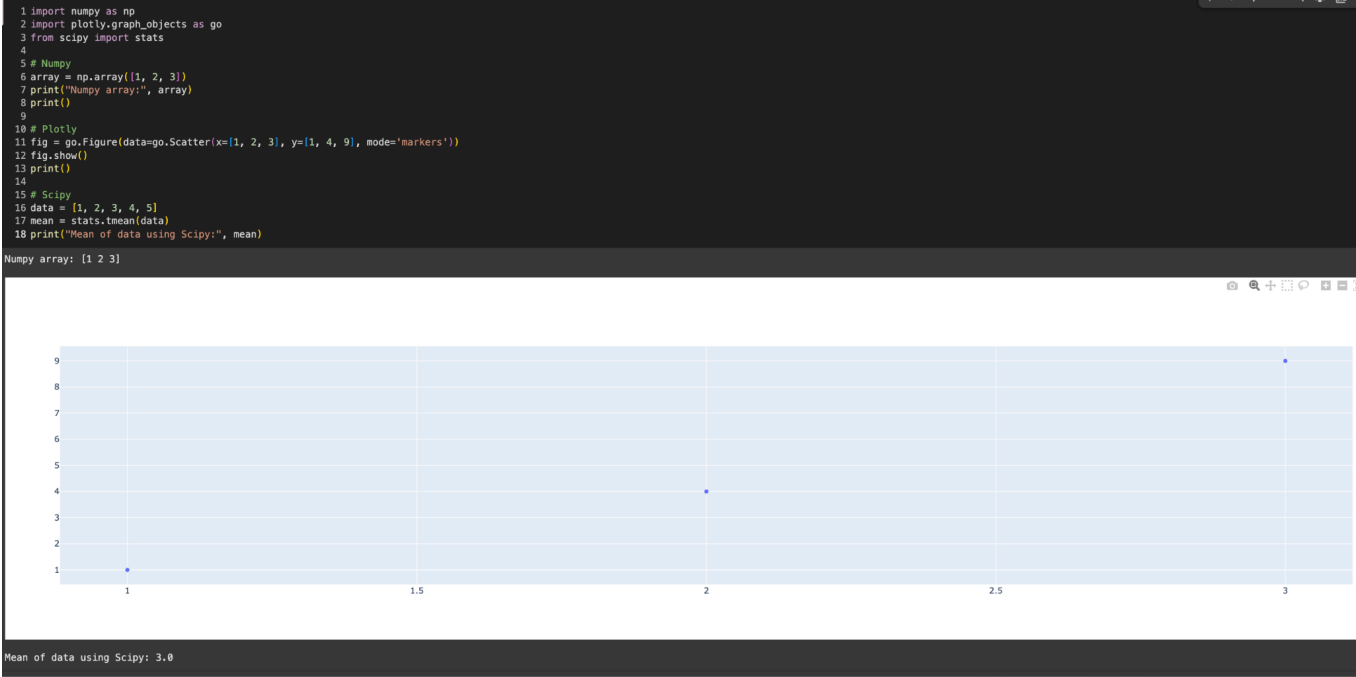 1 import numpy as np
2 import plotly.graph_objects as go
3 from scipy import stats
4
5 # Numpy
6 array = np.array([1, 2, 3])
7 print("Numpy array:", array)
8 print()
9
10 # Plotly
11 fig = go.Figure(data=go.Scatter(x=[1, 2, 3], y=[1, 4, 9], mode='markers'))
12 fig.show()
13 print()
14
15 # Scipy
16 data = [1, 2, 3, 4, 5]
17 mean = stats.tmean(data)
18 print("Mean of data using Scipy:", mean)
Numpy array: [1 2 3]
9
8
7
6
5
4
3
2
1
1 1.5 2 2.5 3
Mean of data using Scipy: 3.0